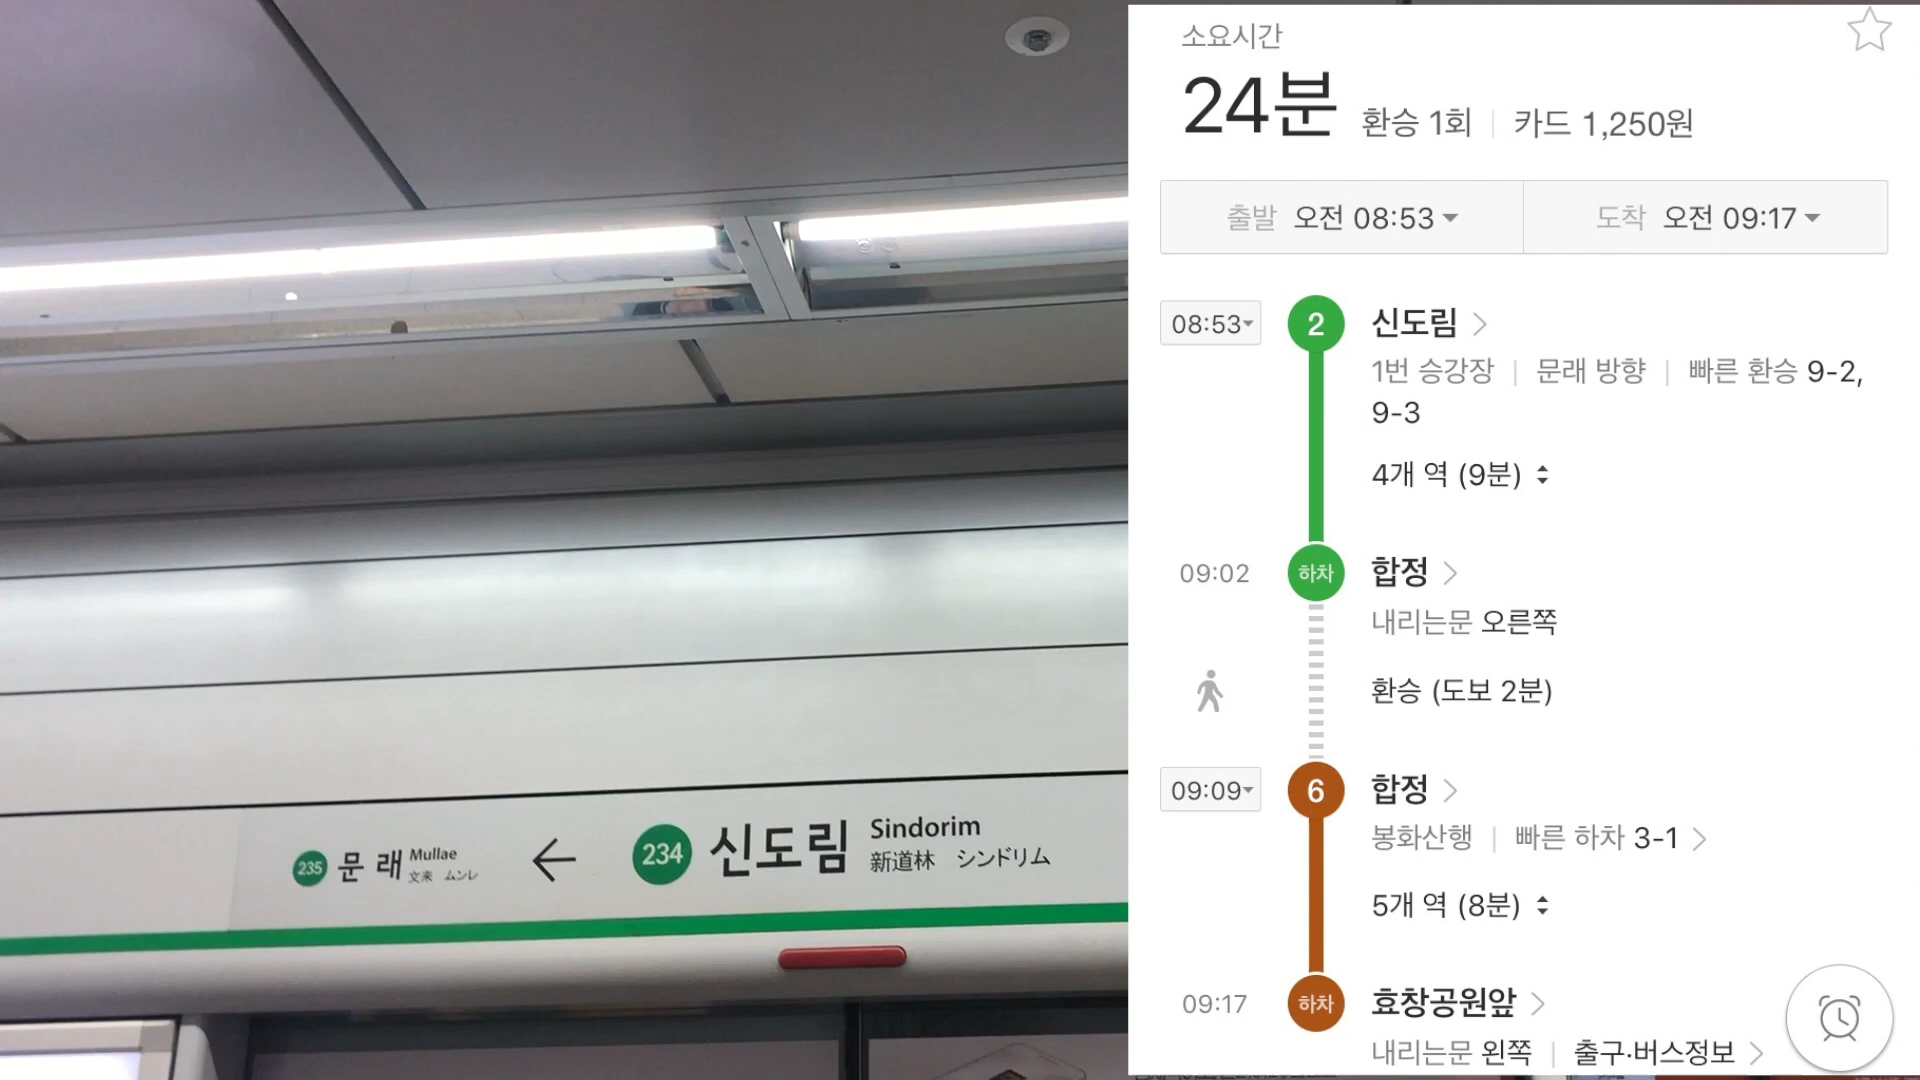 235 문래 Mullae
文来 ムンレ
234 신도림 Sindorim
新道林 シンドリム
소요시간
24분 환승 1회 카드 1,250원
출발 오전 08:53 도착 오전 09:17
08:53 2 신도림
1번 승강장 | 문래 방향 | 빠른 환승 9-2,
9-3
4개 역 (9분)
09:02 하차 합정
내리는문 오른쪽
환승 (도보 2분)
09:09 6 합정
봉화산행 | 빠른 하차 3-1
5개 역 (8분)
09:17 하차 효창공원앞
내리는문 왼쪽 | 출구·버스정보